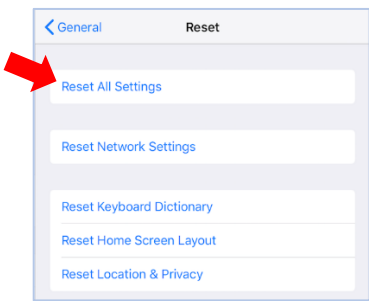 General
Reset
Reset All Settings
Reset Network Settings
Reset Keyboard Dictionary
Reset Home Screen Layout
Reset Location & Privacy